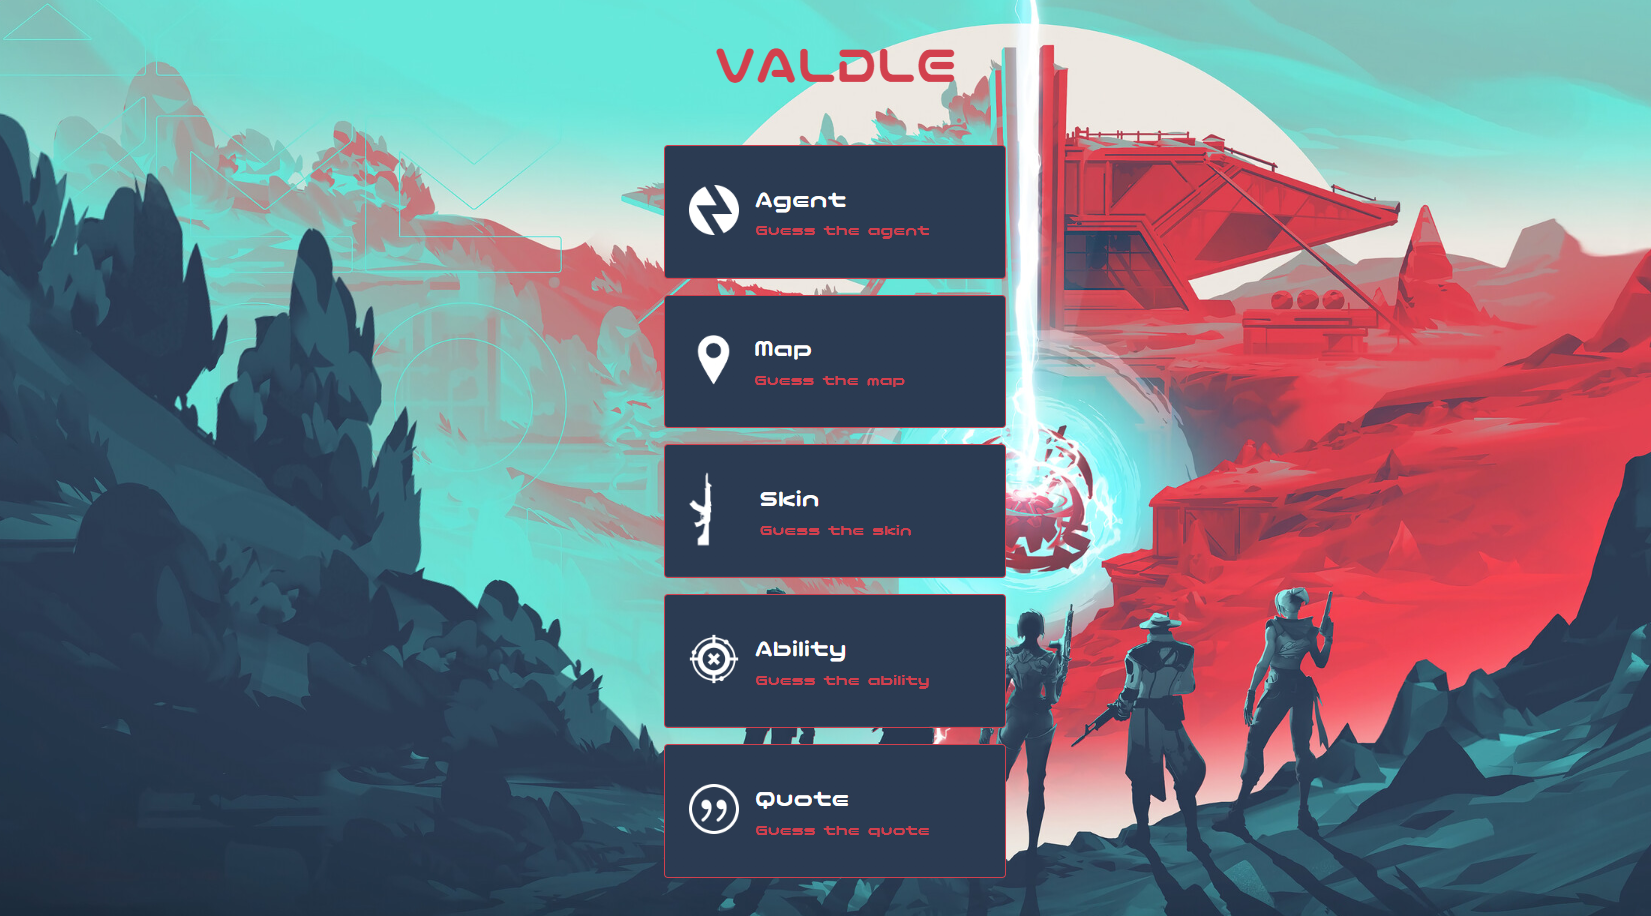 VALDLE
Agent
Guess the agent
Map
Guess the map
Skin
Guess the skin
Ability
Guess the ability
Quote
Guess the quote